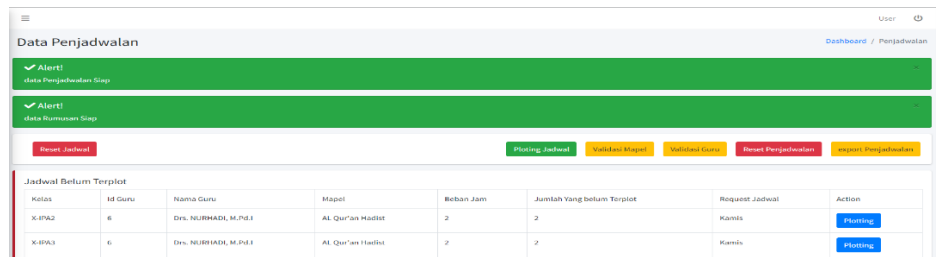 User
Data Penjadwalan
Dashboard / Penjadwalan
Alert!
data Penjadwalan Siap
Alert!
data Rumusan Siap
Reset Jadwal Ploting Jadwal Validasi Mapel Validasi Guru Reset Penjadwalan export Penjadwalan
Jadwal Belum Terplot
Kelas Id Guru Nama Guru Mapel Beban Jam Jumlah Yang belum Terplot Request Jadwal Action
X-IPA2 6 Drs. NURHADI, M.Pd.I AL Qur'an Hadist 2 2 Kamis Plotting
X-IPA3 6 Drs. NURHADI, M.Pd.I AL Qur'an Hadist 2 2 Kamis Plotting